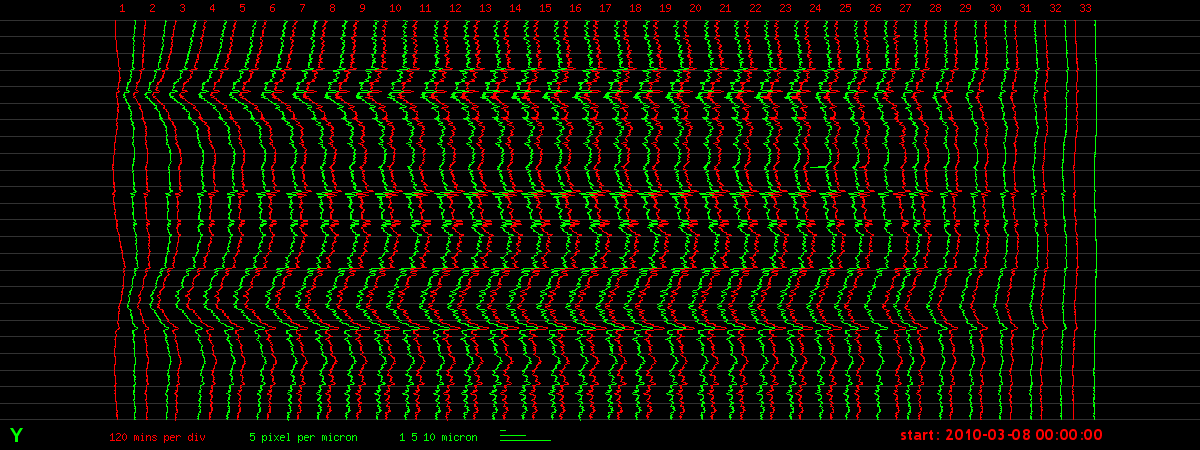 1 2 3 4 5 6 7 8 9 10 11 12 13 14 15 16 17 18 19 20 21 22 23 24 25 26 27 28 29 30 31 32 33
Y 120 mins per div 5 pixel per micron 1 5 10 micron start: 2010-03-08 00:00:00